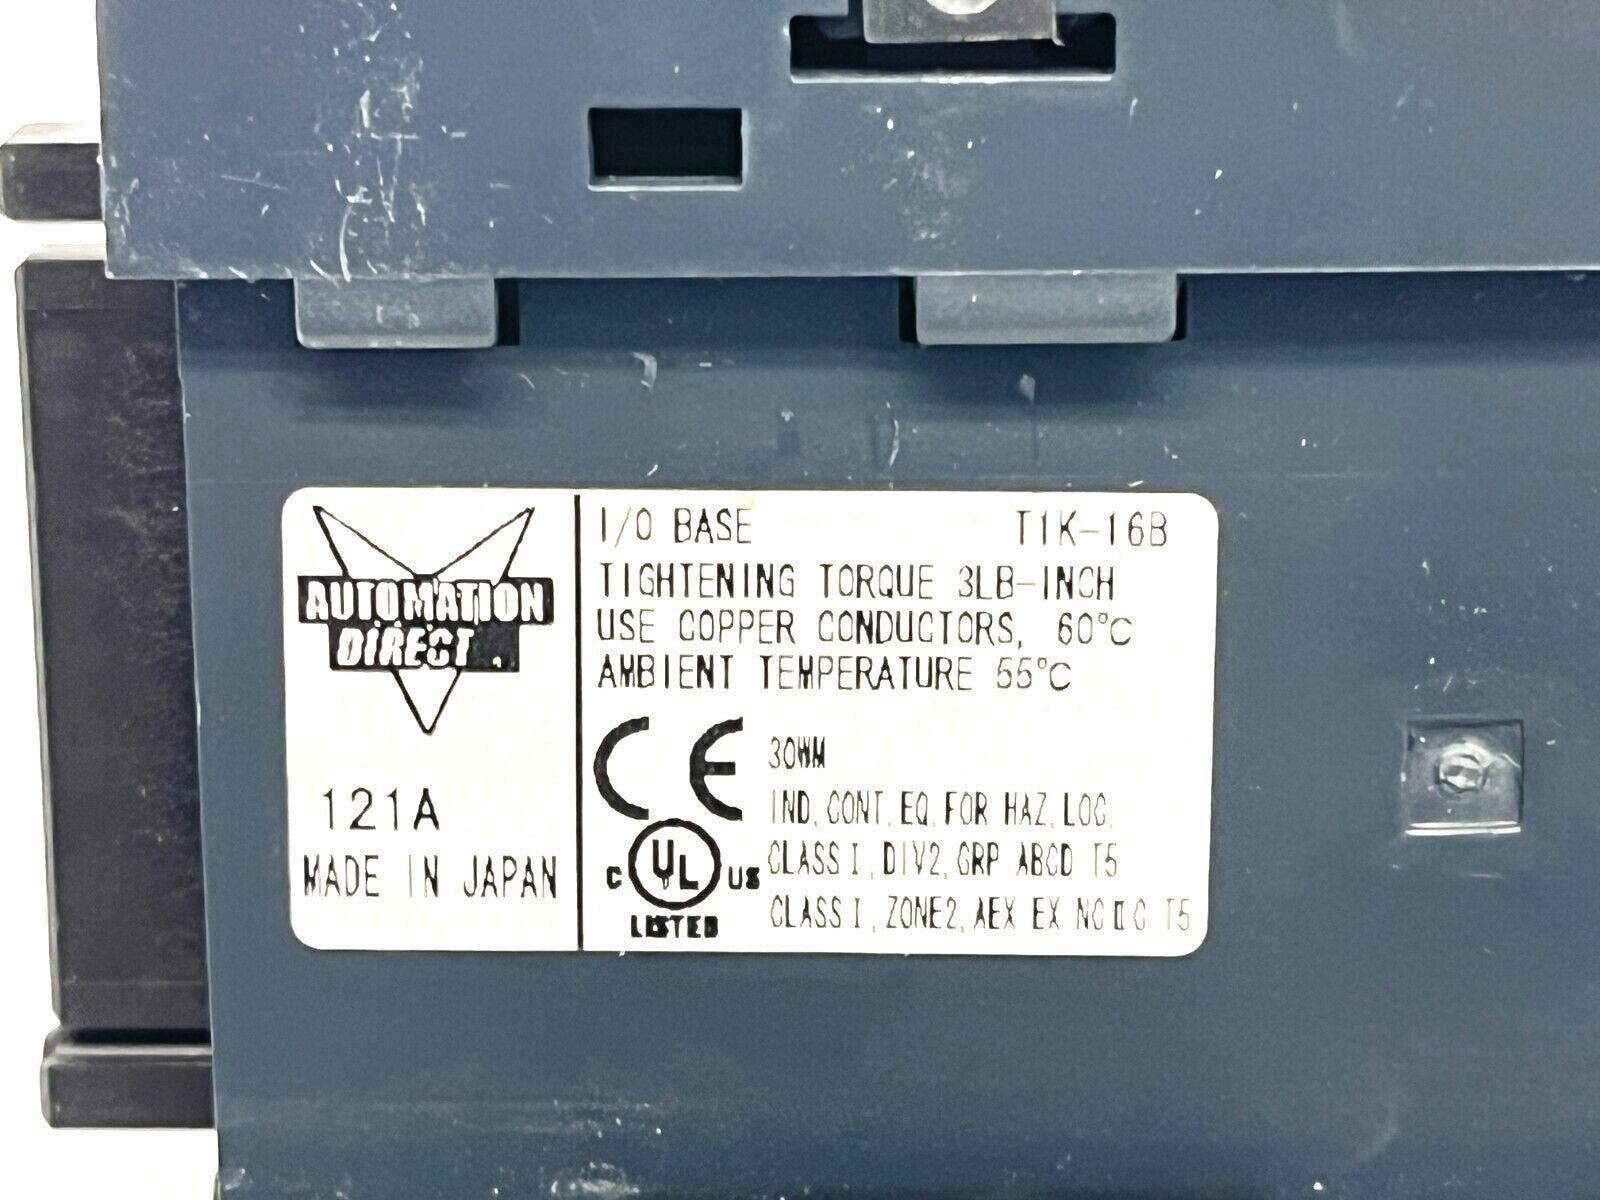 AUTOMATION
DIRECT
121A
MADE IN JAPAN
I/O BASE T1K-16B
TIGHTENING TORQUE 3LB-INCH
USE COPPER CONDUCTORS, 60°C
AMBIENT TEMPERATURE 55°C
CE 30WM
IND. CONT. EQ. FOR HAZ. LOC.
CLASS I, DIV2, GRP ABCD T5
CLASS I, ZONE2, AEX EX NC II C T5
C UL US
LISTED